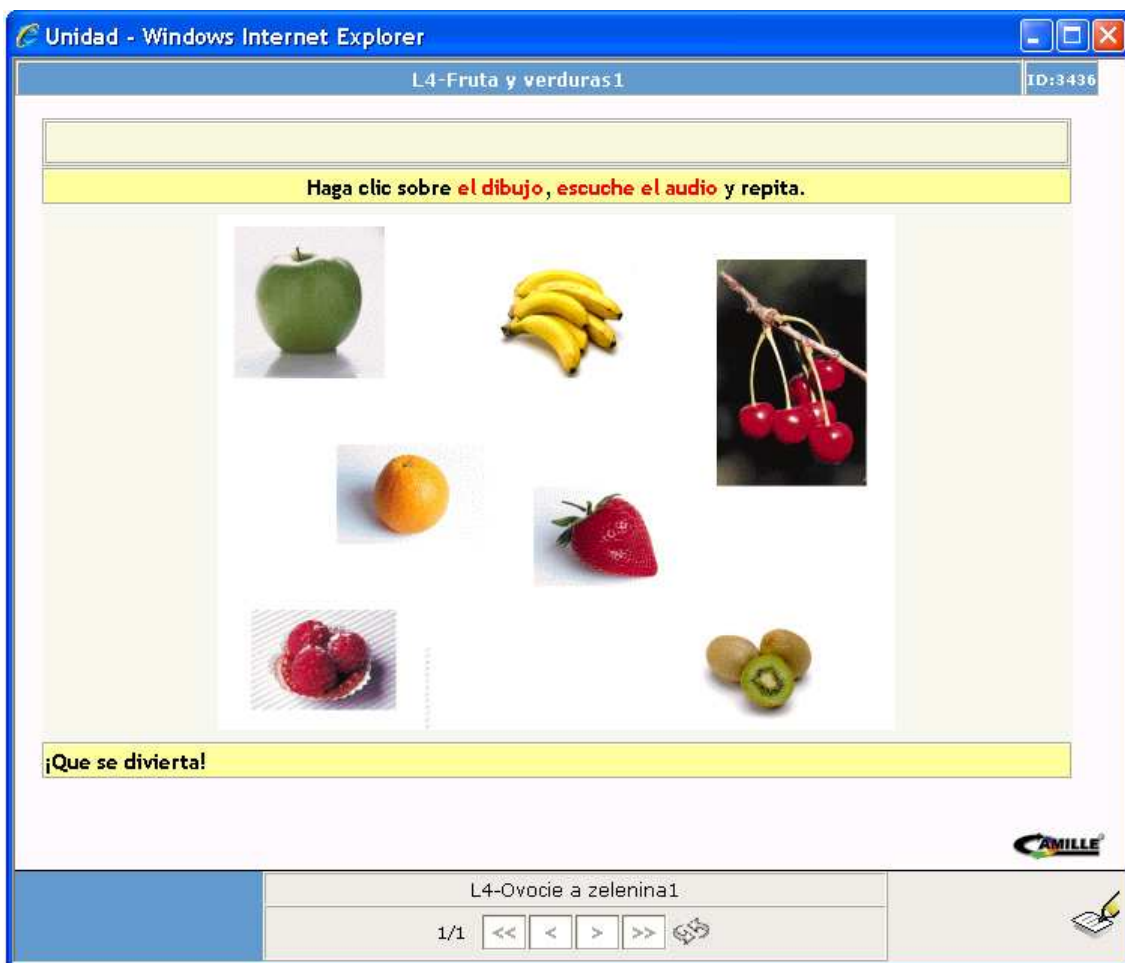 Unidad - Windows Internet Explorer
L4-Fruta y verduras1
ID:3436
Haga clic sobre el dibujo, escuche el audio y repita.
¡Que se divierta!
CAMILLE
L4-Ovocie a zelenina1
1/1 << < > >>